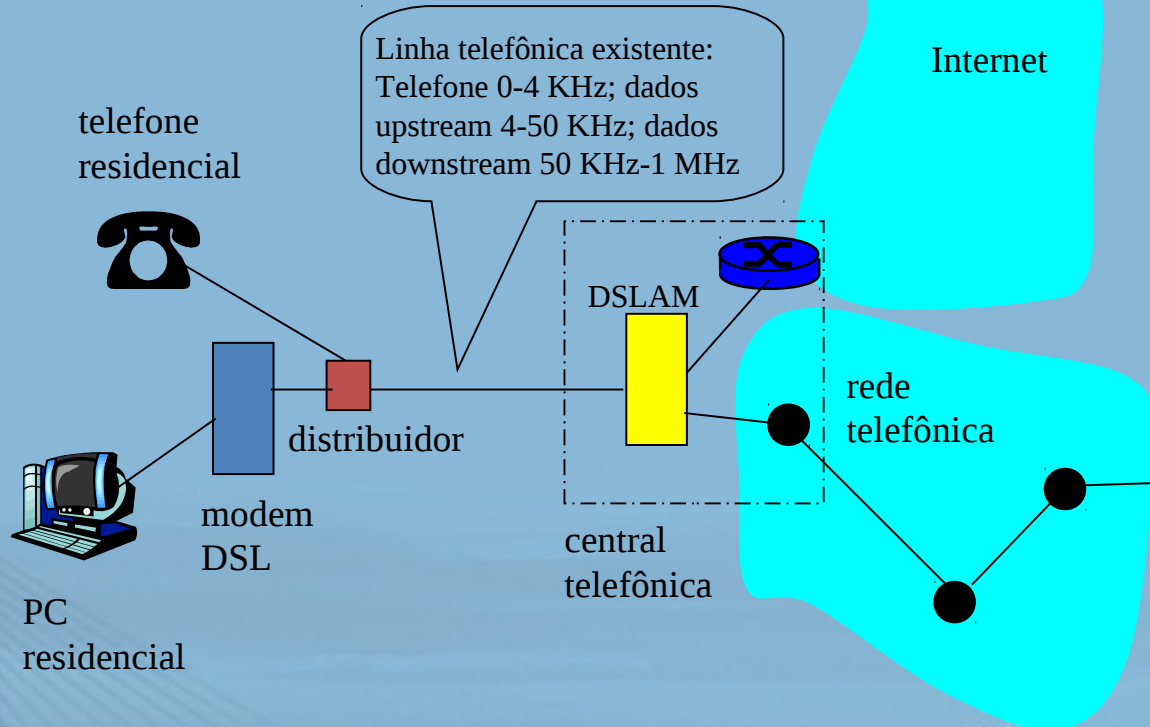 Linha telefônica existente:
Telefone 0-4 KHz; dados
upstream 4-50 KHz; dados
downstream 50 KHz-1 MHz
Internet
telefone
residencial
DSLAM
rede
telefônica
distribuidor
modem
DSL
central
telefônica
PC
residencial